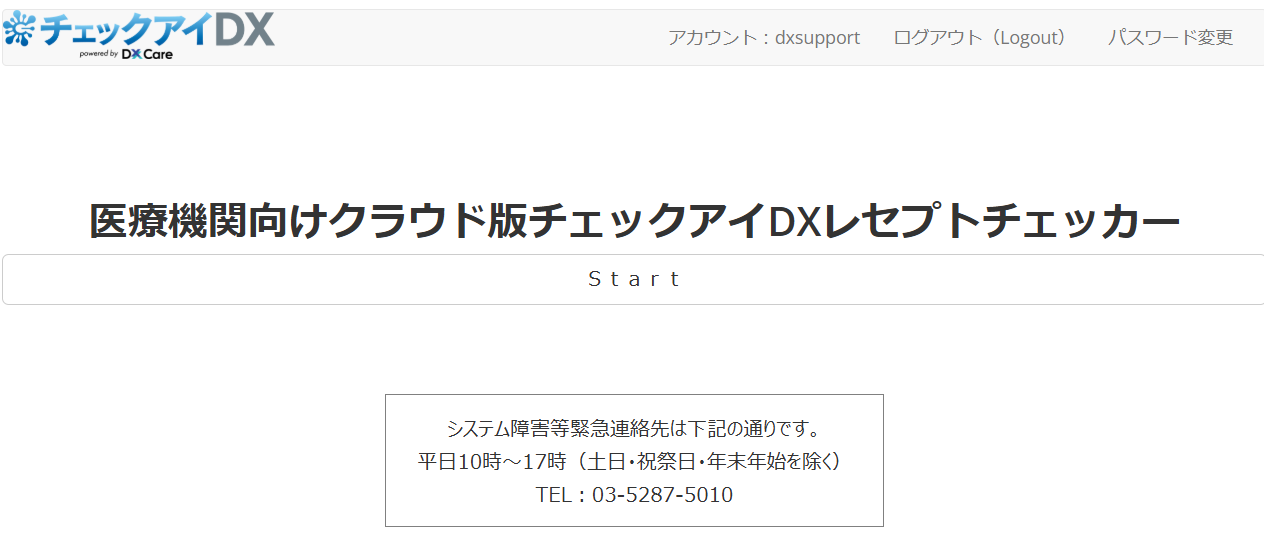 チェックアイDX
powered by DX Care
アカウント：dxsupport ログアウト（Logout） パスワード変更
医療機関向けクラウド版チェックアイDXレセプトチェッカー
Ｓｔａｒｔ
システム障害等緊急連絡先は下記の通りです。
平日10時～17時（土日・祝祭日・年末年始を除く）
TEL：03-5287-5010